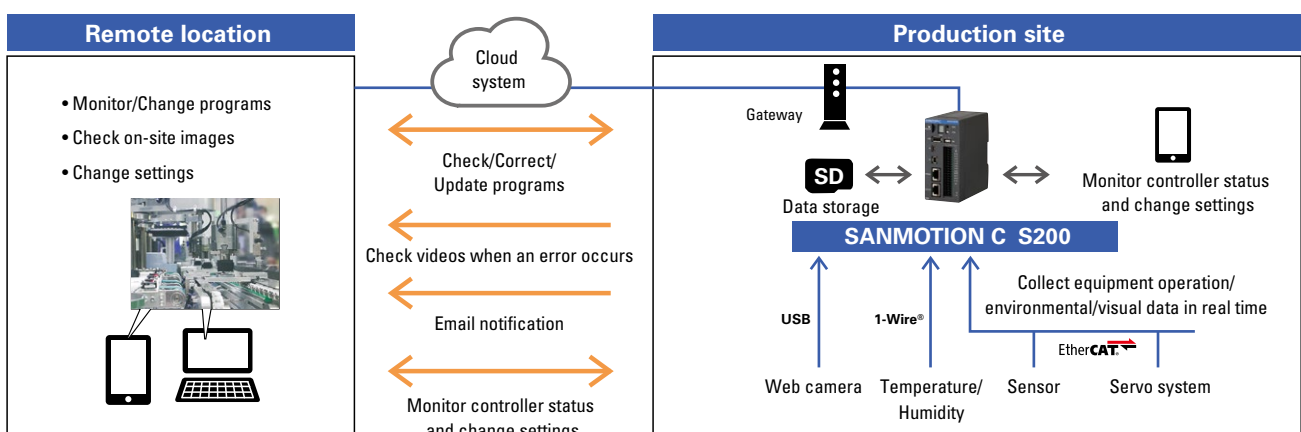 Remote location
• Monitor/Change programs
• Check on-site images
• Change settings
Cloud
system
Check/Correct/
Update programs
Check videos when an error occurs
Email notification
Monitor controller status
and change settings
Production site
Gateway
SD
Data storage
Monitor controller status
and change settings
SANMOTION C S200
Collect equipment operation/
environmental/visual data in real time
USB
1-Wire®
EtherCAT®
Web camera
Temperature/
Humidity
Sensor
Servo system